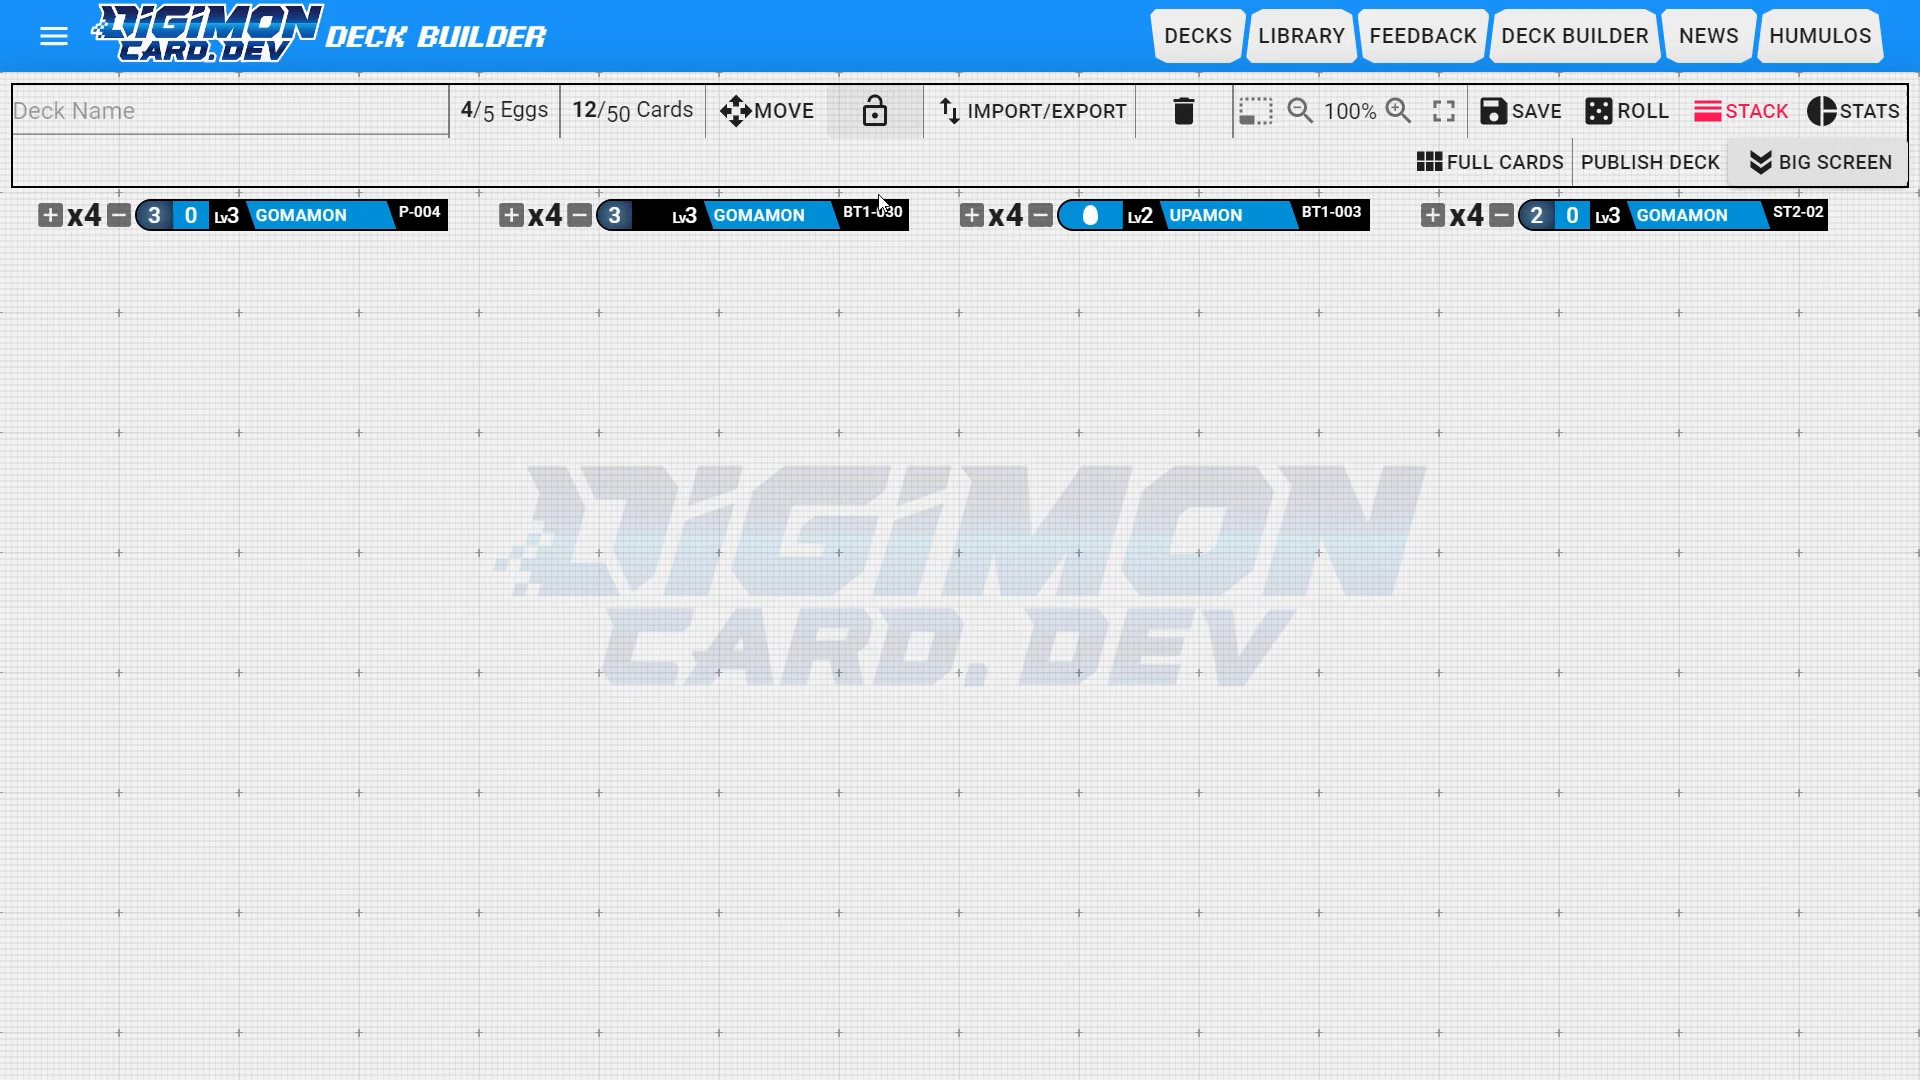 DIGIMON CARD.DEV DECK BUILDER DECKS LIBRARY FEEDBACK DECK BUILDER NEWS HUMULOS
Deck Name 4/5 Eggs 12/50 Cards MOVE IMPORT/EXPORT 100% SAVE ROLL STACK STATS
FULL CARDS PUBLISH DECK BIG SCREEN
x4 3 0 Lv3 GOMAMON P-004 x4 3 Lv3 GOMAMON BT1-030 x4 Lv2 UPAMON BT1-003 x4 2 0 Lv3 GOMAMON ST2-02
DIGIMON
CARD.DEV